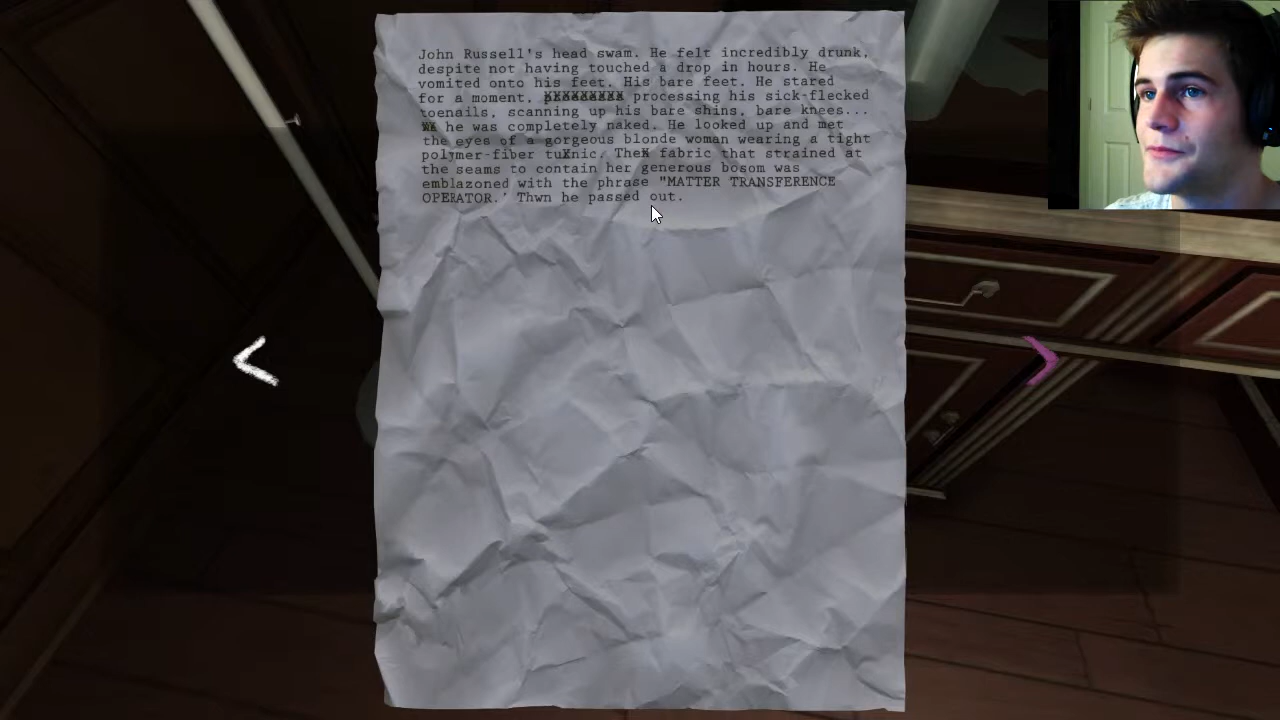 John Russell's head swam. He felt incredibly drunk,
despite not having touched a drop in hours. He
vomited onto his feet. His bare feet. He stared
for a moment, XXXXXXXXX processing his sick-flecked
toenails, scanning up his bare shins, bare knees...
XX he was completely naked. He looked up and met
the eyes of a gorgeous blonde woman wearing a tight
polymer-fiber tuXnic. TheX fabric that strained at
the seams to contain her generous bosom was
emblazoned with the phrase "MATTER TRANSFERENCE
OPERATOR.' Thwn he passed out.